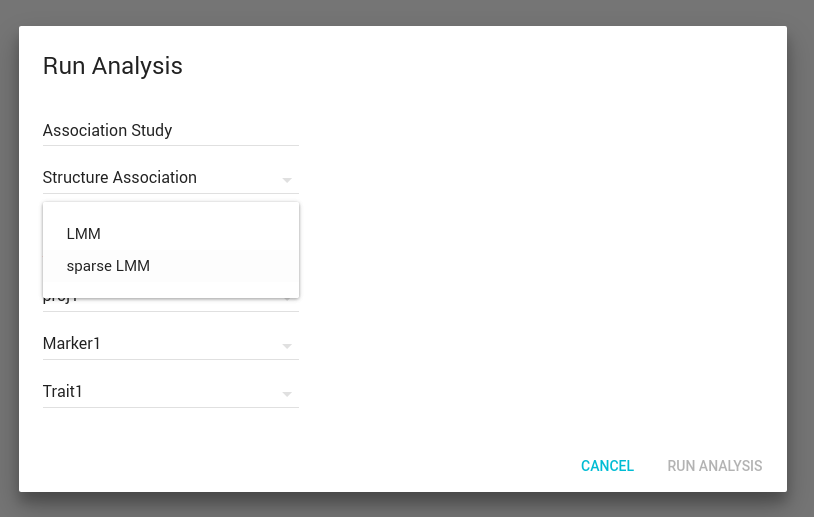 Run Analysis
Association Study
Structure Association
LMM
sparse LMM
proj1
Marker1
Trait1
CANCEL
RUN ANALYSIS